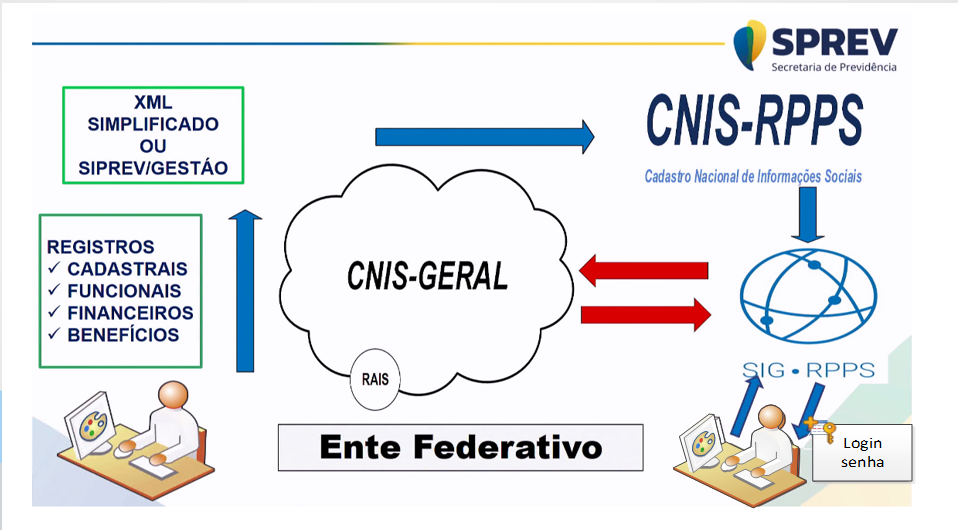 SPREV
Secretaria de Previdência
XML
SIMPLIFICADO
OU
SIPREV/GESTÁO
CNIS-RPPS
Cadastro Nacional de Informações Sociais
REGISTROS
✓ CADASTRAIS
✓ FUNCIONAIS
✓ FINANCEIROS
✓ BENEFÍCIOS
CNIS-GERAL
RAIS
SIG • RPPS
Ente Federativo
Login
senha